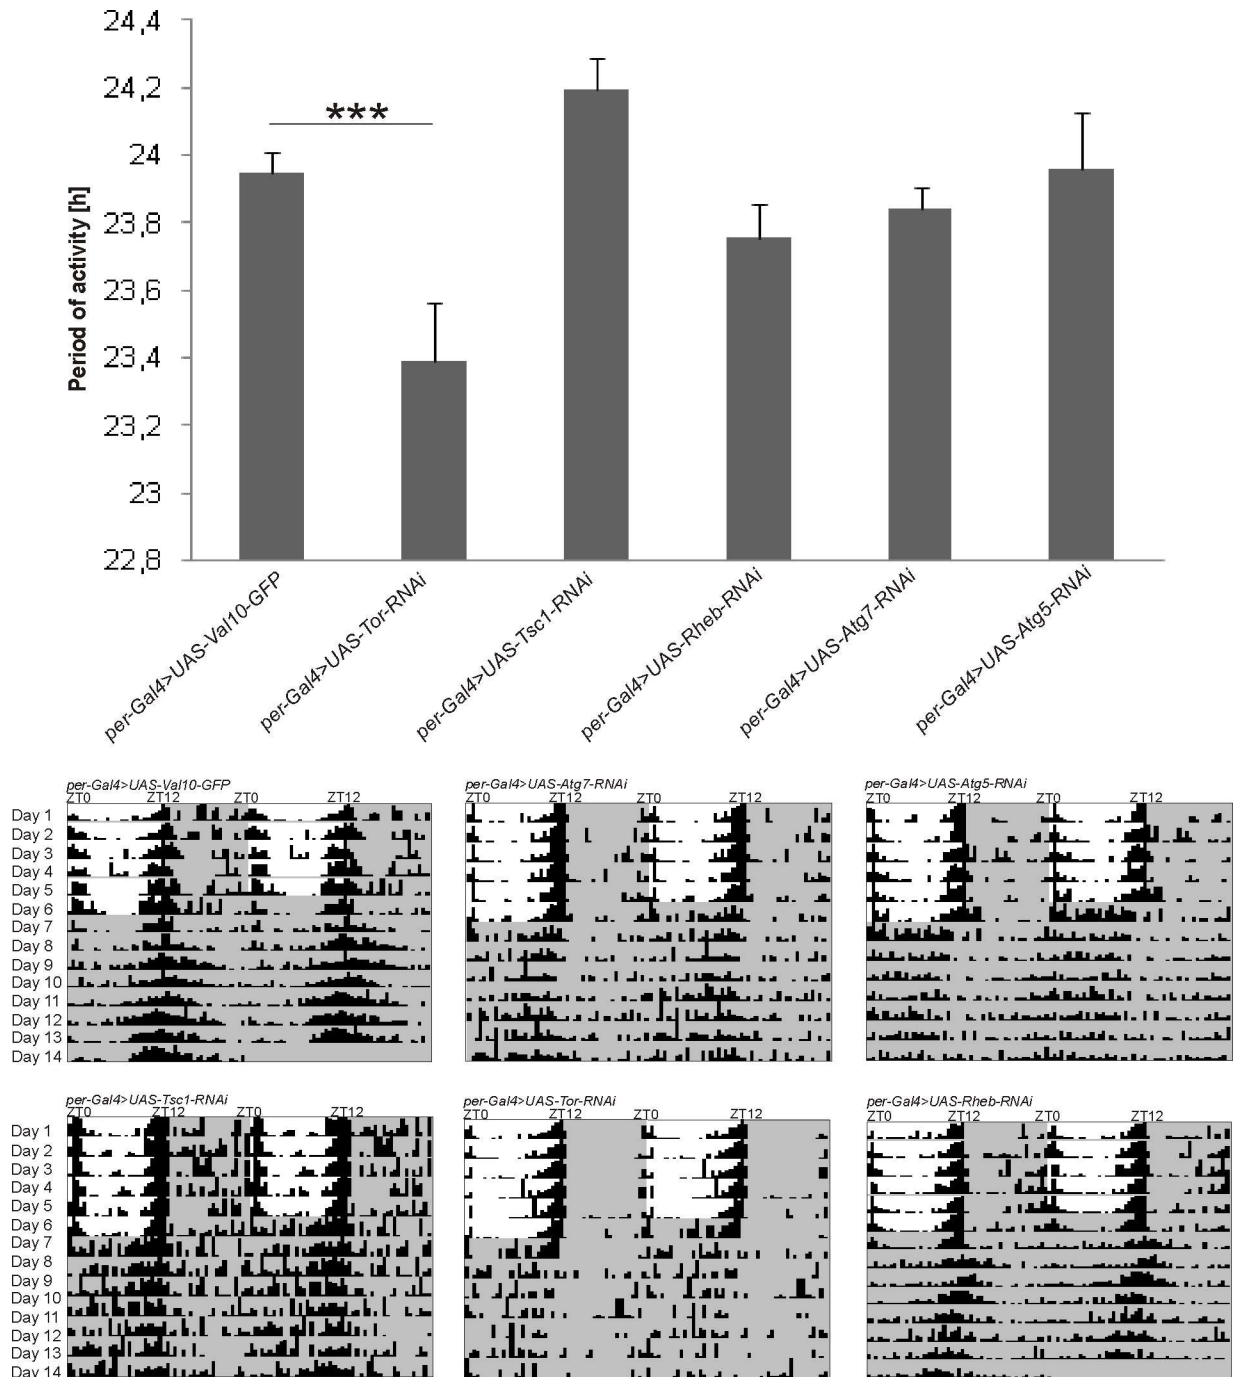 24,4
24,2
24
23,8
23,6
23,4
23,2
23
22,8
Period of activity [h]
***
per-Gal4>UAS-Val10-GFP
per-Gal4>UAS-Tor-RNAi
per-Gal4>UAS-Tsc1-RNAi
per-Gal4>UAS-Rheb-RNAi
per-Gal4>UAS-Atg7-RNAi
per-Gal4>UAS-Atg5-RNAi
per-Gal4>UAS-Val10-GFP
ZT0 ZT12 ZT0 ZT12
Day 1
Day 2
Day 3
Day 4
Day 5
Day 6
Day 7
Day 8
Day 9
Day 10
Day 11
Day 12
Day 13
Day 14
per-Gal4>UAS-Atg7-RNAi
ZT0 ZT12 ZT0 ZT12
per-Gal4>UAS-Atg5-RNAi
ZT0 ZT12 ZT0 ZT12
per-Gal4>UAS-Tsc1-RNAi
ZT0 ZT12 ZT0 ZT12
Day 1
Day 2
Day 3
Day 4
Day 5
Day 6
Day 7
Day 8
Day 9
Day 10
Day 11
Day 12
Day 13
Day 14
per-Gal4>UAS-Tor-RNAi
ZT0 ZT12 ZT0 ZT12
per-Gal4>UAS-Rheb-RNAi
ZT0 ZT12 ZT0 ZT12